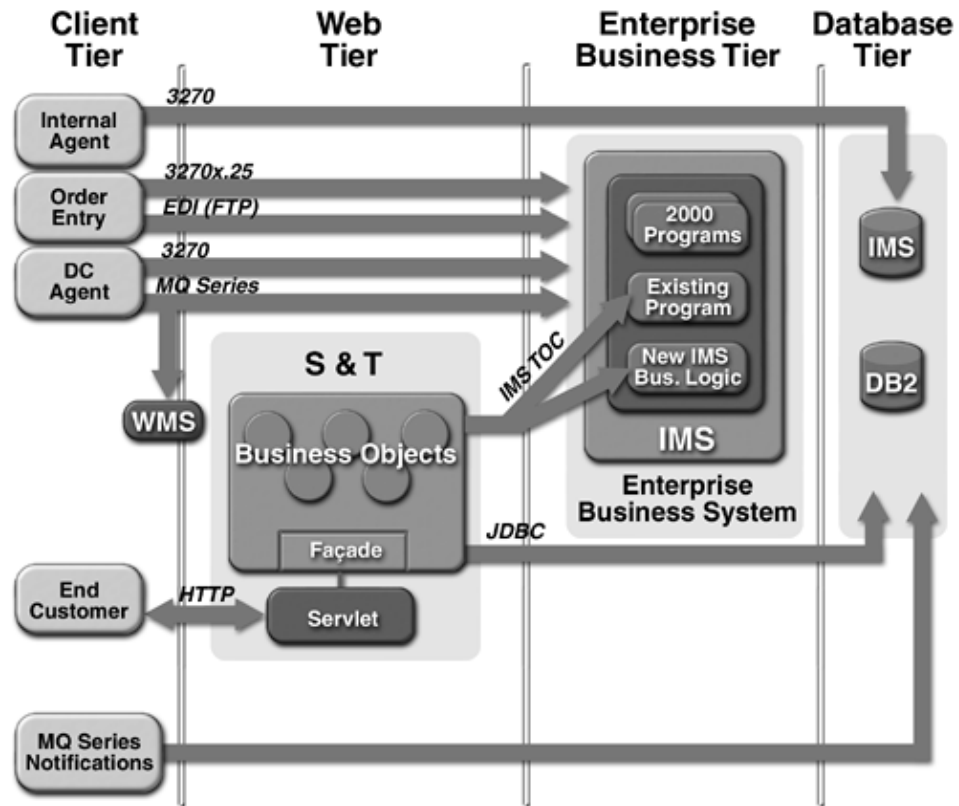 Client
Tier
Web
Tier
Enterprise
Business Tier
Database
Tier
Internal
Agent
3270
Order
Entry
3270x.25
EDI (FTP)
DC
Agent
3270
MQ Series
WMS
S & T
Business Objects
Façade
Servlet
IMS TOC
JDBC
2000
Programs
Existing
Program
New IMS
Bus. Logic
IMS
Enterprise
Business System
IMS
DB2
End
Customer
HTTP
MQ Series
Notifications